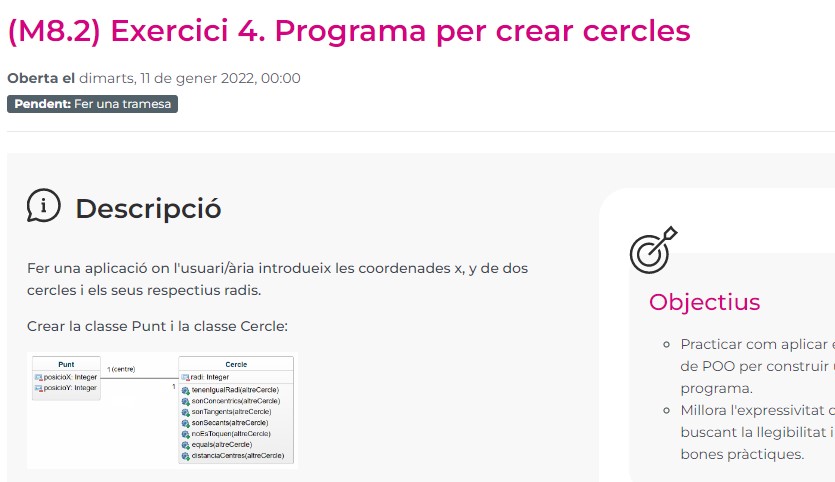 (M8.2) Exercici 4. Programa per crear cercles
Oberta el dimarts, 11 de gener 2022, 00:00
Pendent: Fer una tramesa
Descripció
Fer una aplicació on l'usuari/ària introdueix les coordenades x, y de dos
cercles i els seus respectius radis.
Crear la classe Punt i la classe Cercle:
Punt
posicioX: Integer
posicioY: Integer
1 (centre)
1
Cercle
radi: Integer
tenenIgualRadi(altreCercle)
sonConcentrics(altreCercle)
sonTangents(altreCercle)
sonSecants(altreCercle)
noEsToquen(altreCercle)
equals(altreCercle)
distanciaCentres(altreCercle)
Objectius
Practicar com aplicar
de POO per construir
programa.
Millora l'expressivitat
buscant la llegibilitat i
bones pràctiques.